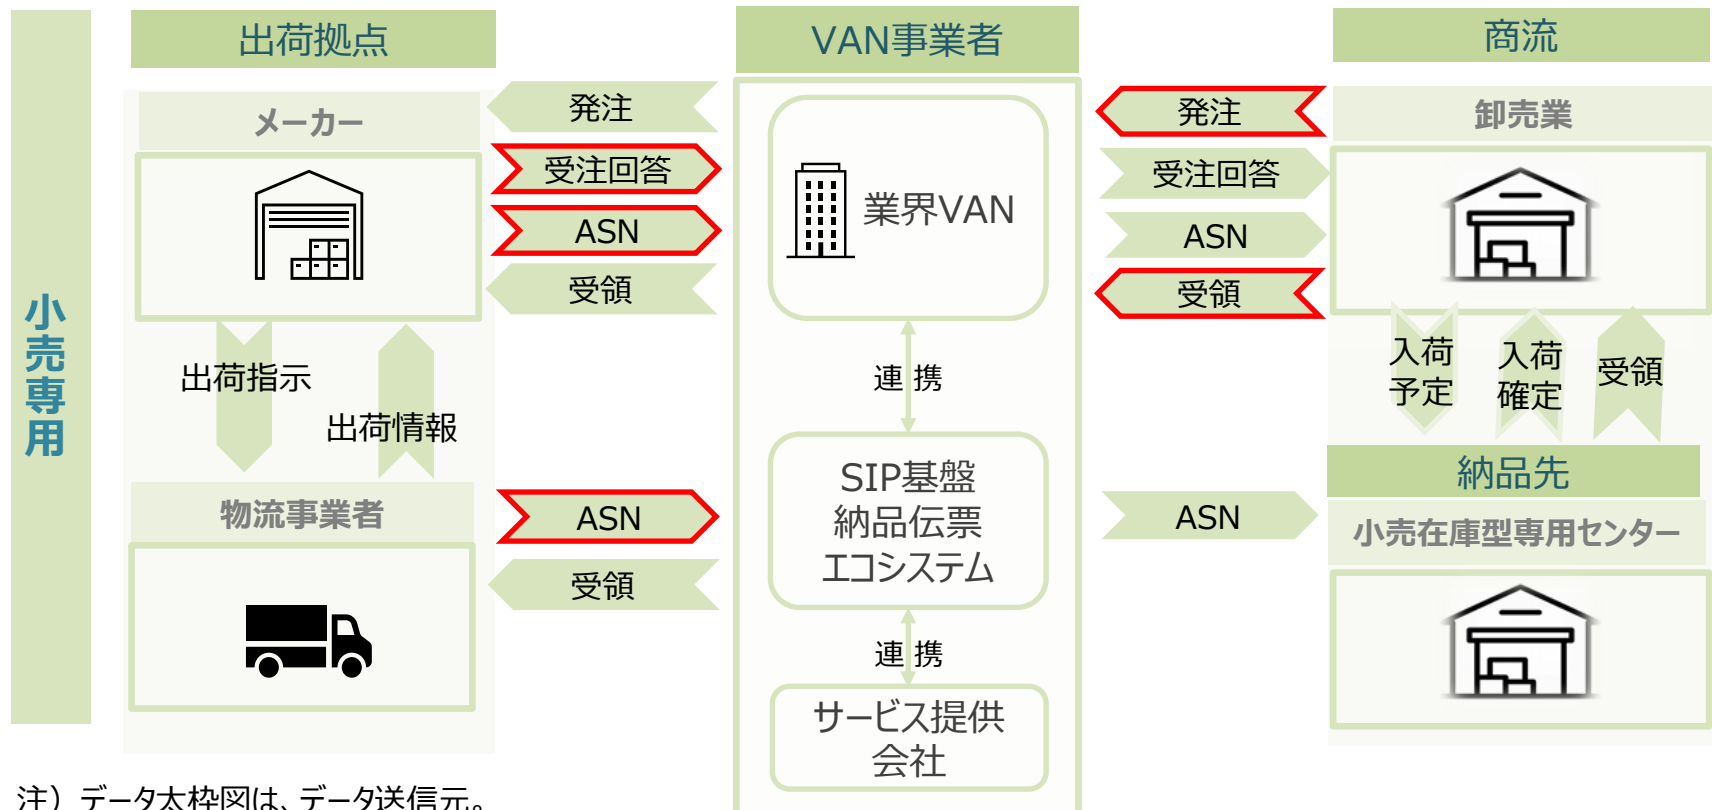 小売専用
出荷拠点
メーカー
出荷指示
出荷情報
物流事業者
発注
受注回答
ASN
受領
ASN
受領
VAN事業者
業界VAN
連携
SIP基盤
納品伝票
エコシステム
連携
サービス提供
会社
発注
受注回答
ASN
受領
ASN
商流
卸売業
入荷
予定
入荷
確定
受領
納品先
小売在庫型専用センター
注）データ太枠図は、データ送信元。